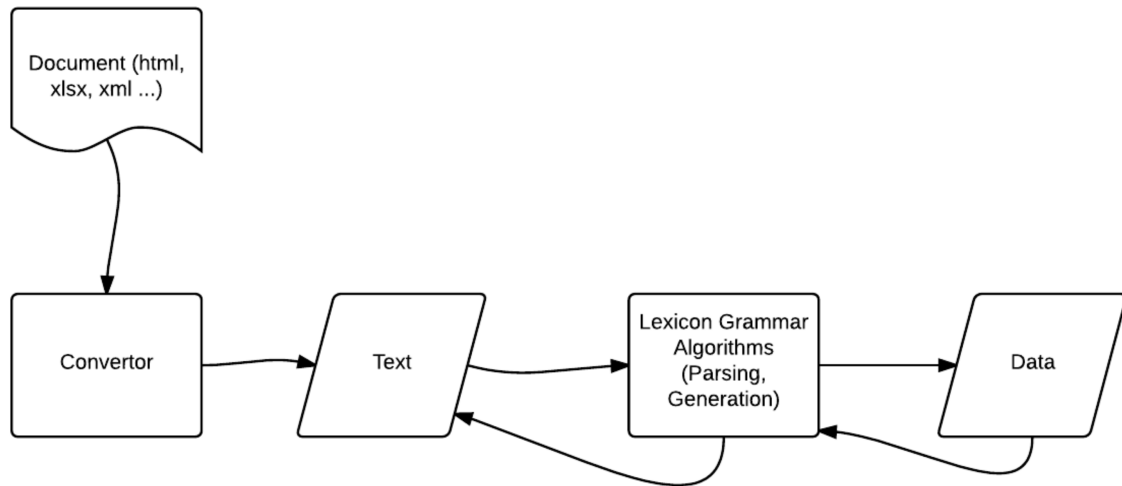 Document (html,
xlsx, xml ...)
Convertor
Text
Lexicon Grammar
Algorithms
(Parsing,
Generation)
Data